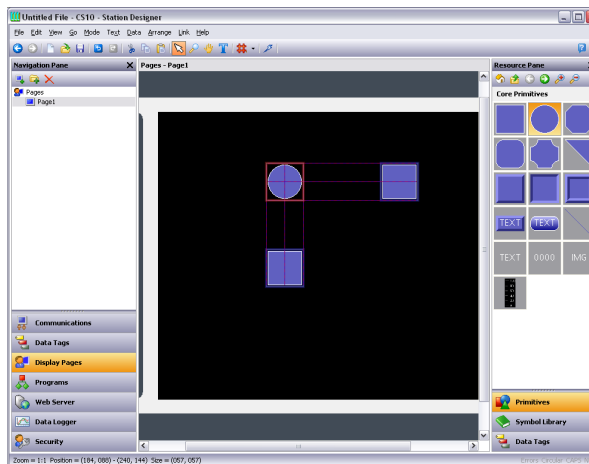 Untitled File - CS10 - Station Designer
File Edit View Go Mode Text Data Arrange Link Help
Navigation Pane
Pages - Page1
Resource Pane
Pages
Page1
Core Primitives
TEXT TEXT
TEXT 0000 IMG
Communications
Data Tags
Display Pages
Programs
Web Server
Data Logger
Security
Primitives
Symbol Library
Data Tags
Zoom = 1:1 Position = (184, 088) - (240, 144) Size = (057, 057)
Errors Circular CAPS